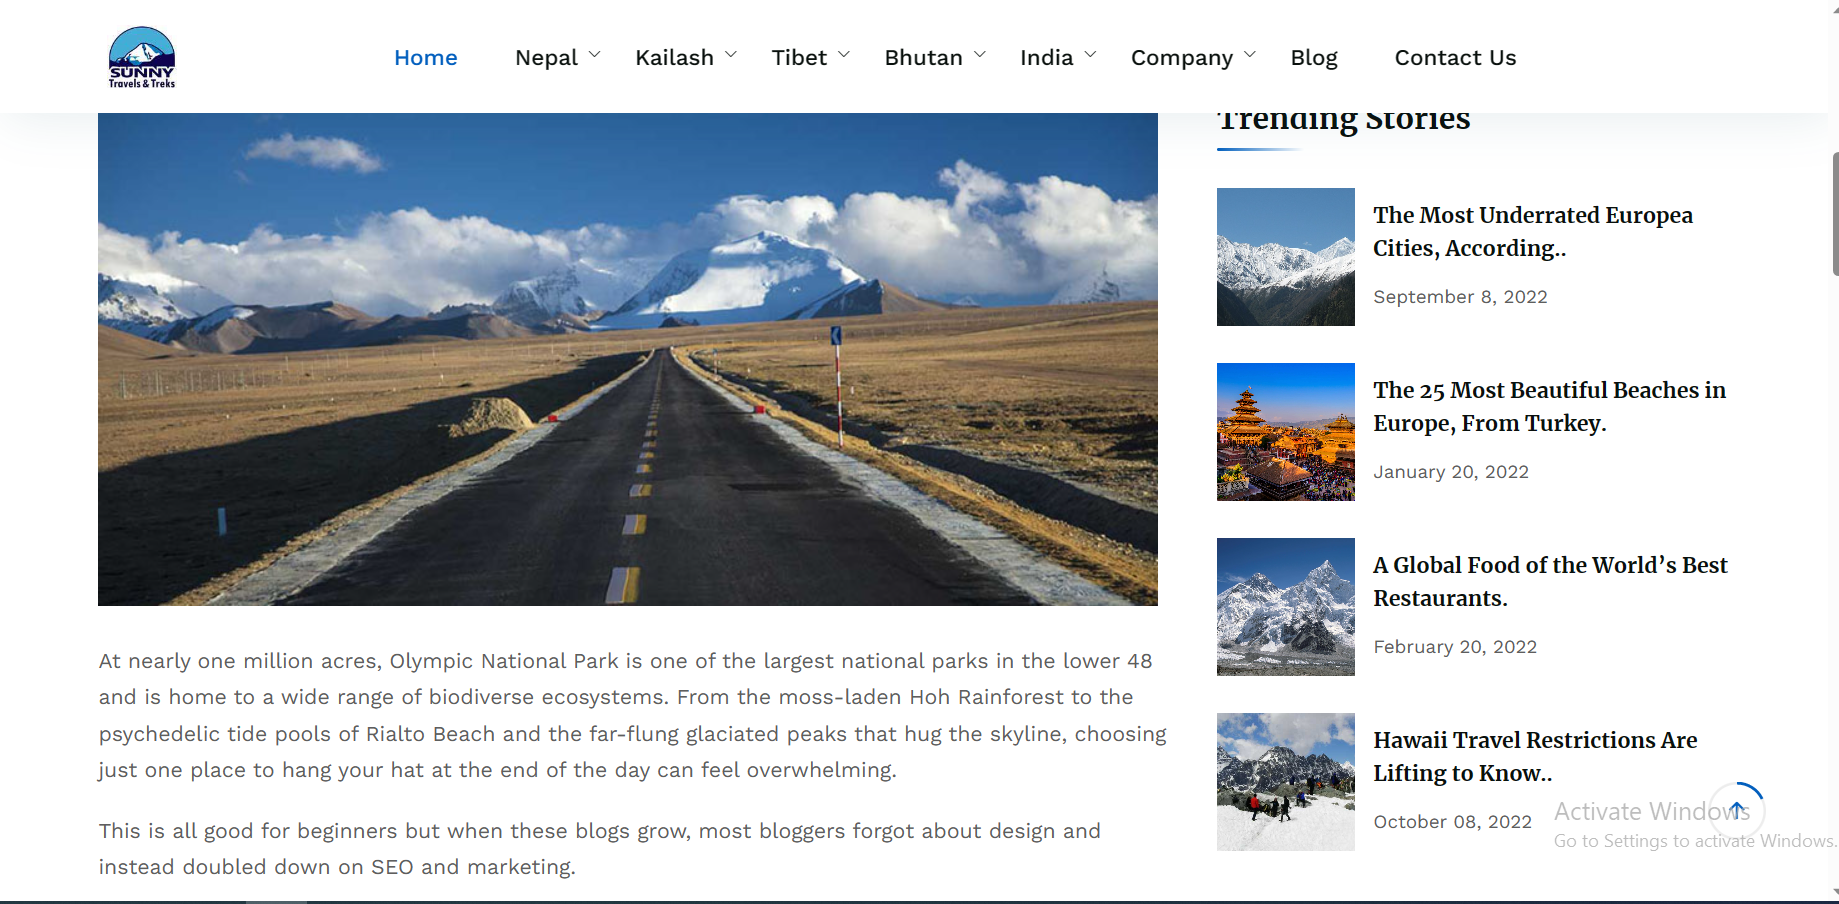 SUNNY
Travels & Treks
Home
Nepal
Kailash
Tibet
Bhutan
India
Company
Blog
Contact Us
Trending Stories
The Most Underrated Europea
Cities, According..
September 8, 2022
The 25 Most Beautiful Beaches in
Europe, From Turkey.
January 20, 2022
A Global Food of the World’s Best
Restaurants.
February 20, 2022
Hawaii Travel Restrictions Are
Lifting to Know..
October 08, 2022
At nearly one million acres, Olympic National Park is one of the largest national parks in the lower 48
and is home to a wide range of biodiverse ecosystems. From the moss-laden Hoh Rainforest to the
psychedelic tide pools of Rialto Beach and the far-flung glaciated peaks that hug the skyline, choosing
just one place to hang your hat at the end of the day can feel overwhelming.
This is all good for beginners but when these blogs grow, most bloggers forgot about design and
instead doubled down on SEO and marketing.
Activate Windows
Go to Settings to activate Windows.